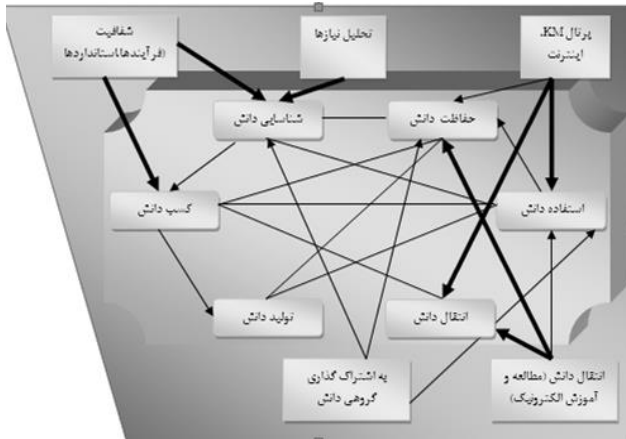 شفافیت
(فرآیندها،استانداردها
تحلیل نیازها
پرتال KM،
اینترنت
شناسایی دانش
حفاظت دانش
کسب دانش
استفاده دانش
تولید دانش
انتقال دانش
به اشتراک گذاری
گروهی دانش
انتقال دانش (مطالعه و
آموزش الکترونیک)